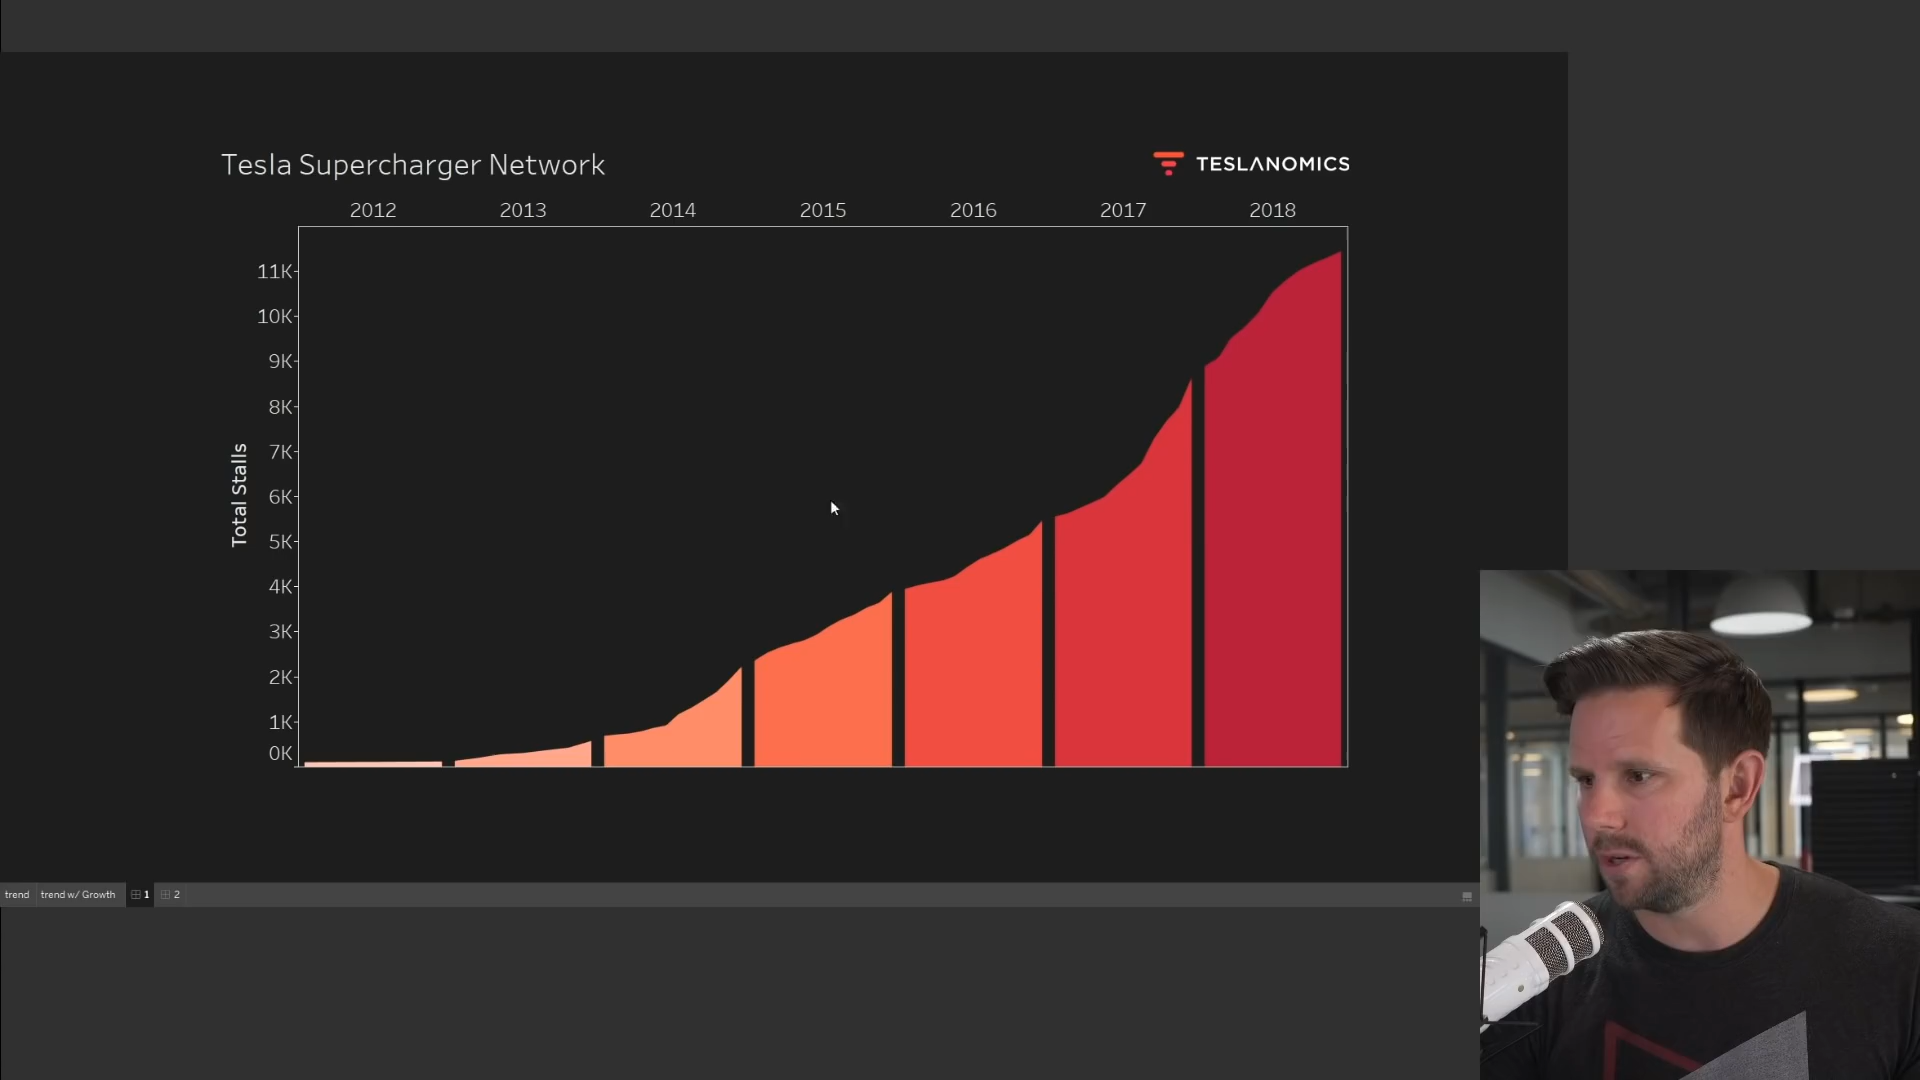 Tesla Supercharger Network
TESLANOMICS
2012 2013 2014 2015 2016 2017 2018
11K
10K
9K
8K
7K
6K
5K
4K
3K
2K
1K
0K
Total Stalls
trend trend w/ Growth 1 2